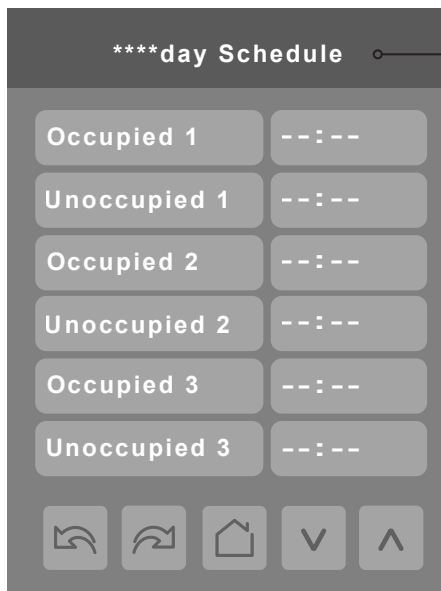 ****day Schedule
Occupied 1 --:--
Unoccupied 1 --:--
Occupied 2 --:--
Unoccupied 2 --:--
Occupied 3 --:--
Unoccupied 3 --:--